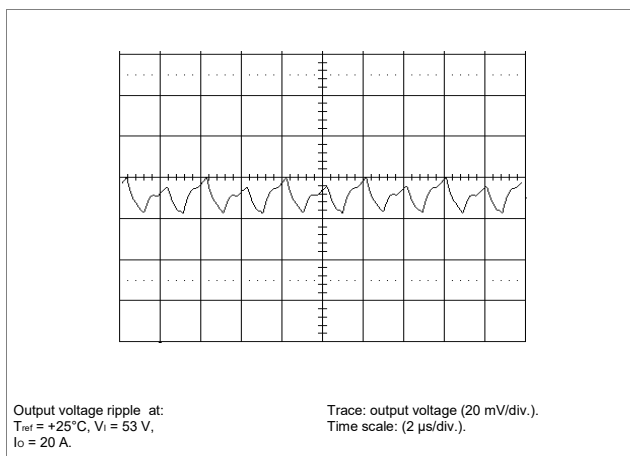 Output voltage ripple at:
Tref = +25°C, VI = 53 V,
IO = 20 A.
Trace: output voltage (20 mV/div.).
Time scale: (2 µs/div.).